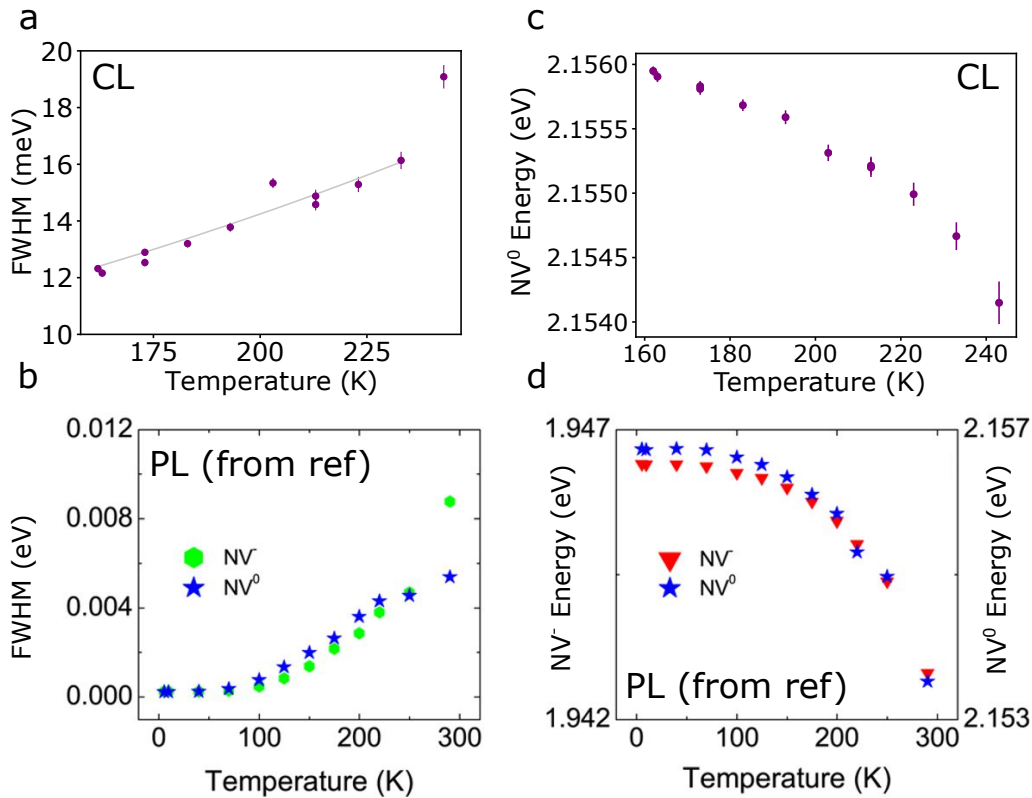 a
20
18
16
14
12
10
FWHM (meV)
CL
175
200
225
Temperature (K)
c
2.1560
2.1555
2.1550
2.1545
2.1540
NV⁰ Energy (eV)
CL
160
180
200
220
240
Temperature (K)
b
0.012
0.008
0.004
0.000
FWHM (eV)
PL (from ref)
NV⁻
NV⁰
0
100
200
300
Temperature (K)
d
1.947
1.942
NV⁻ Energy (eV)
2.157
2.153
NV⁰ Energy (eV)
NV⁻
NV⁰
PL (from ref)
0
100
200
300
Temperature (K)